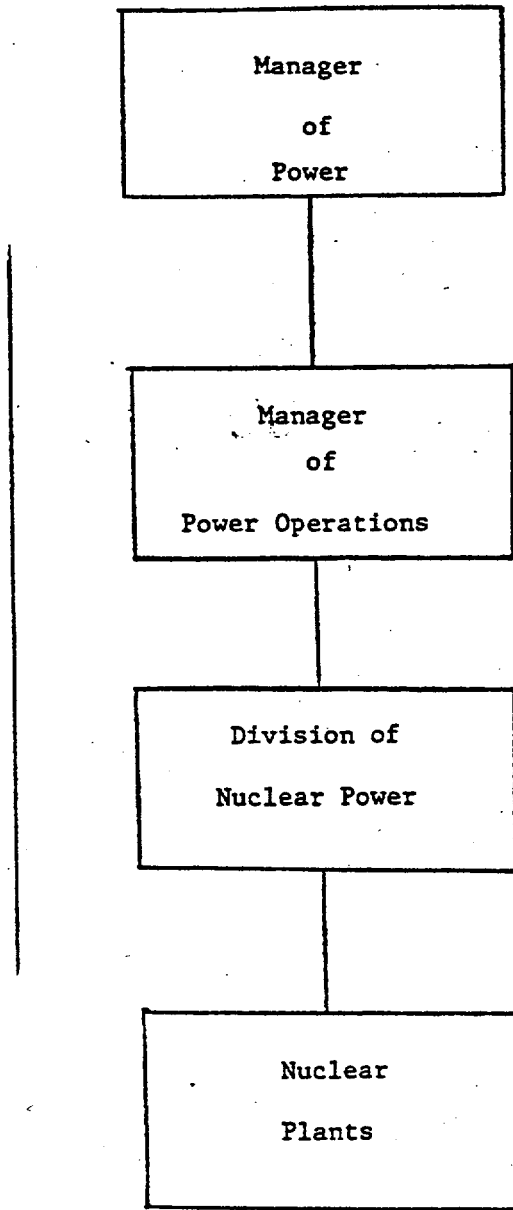 Manager
of
Power
Manager
of
Power Operations
Division of
Nuclear Power
Nuclear
Plants